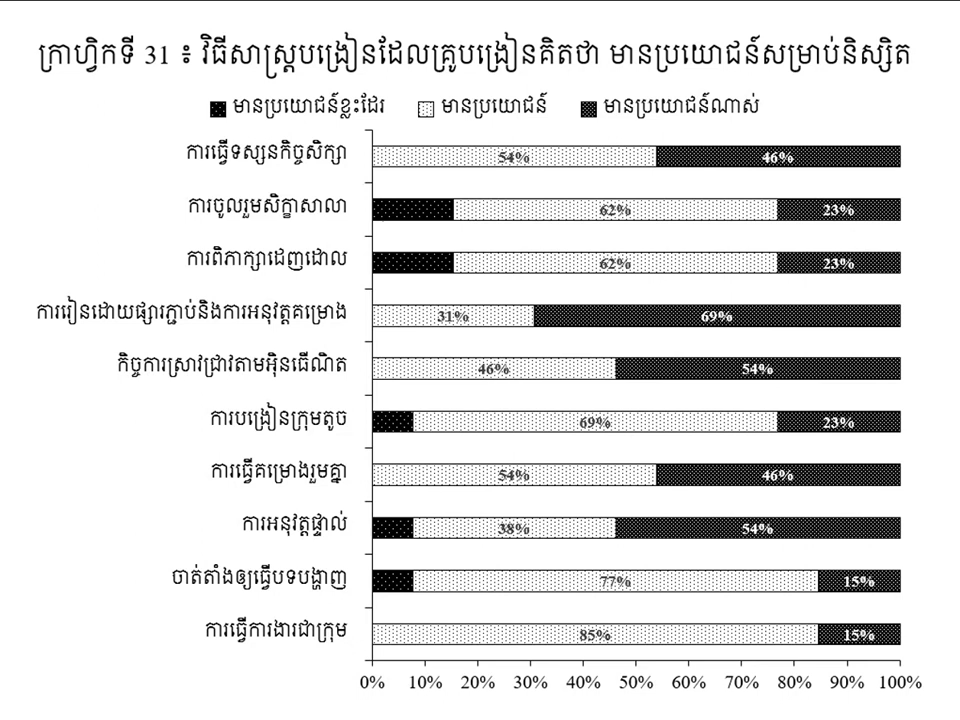 ក្រាហ្វិកទី 31 ៖ វិធីសាស្ត្របង្រៀនដែលគ្រូបង្រៀនគិតថា មានប្រយោជន៍សម្រាប់និស្សិត
មានប្រយោជន៍ខ្លះដែរ មានប្រយោជន៍ មានប្រយោជន៍ណាស់
ការធ្វើទស្សនកិច្ចសិក្សា 54% 46%
ការចូលរួមសិក្ខាសាលា 62% 23%
ការពិភាក្សាដេញដោល 62% 23%
ការរៀនដោយផ្សារភ្ជាប់និងការអនុវត្តគម្រោង 31% 69%
កិច្ចការស្រាវជ្រាវតាមអ៊ិនធើណិត 46% 54%
ការបង្រៀនក្រុមតូច 69% 23%
ការធ្វើគម្រោងរួមគ្នា 54% 46%
ការអនុវត្តផ្ទាល់ 38% 54%
ចាត់តាំងឲ្យធ្វើបទបង្ហាញ 77% 15%
ការធ្វើការងារជាក្រុម 85% 15%
0% 10% 20% 30% 40% 50% 60% 70% 80% 90% 100%